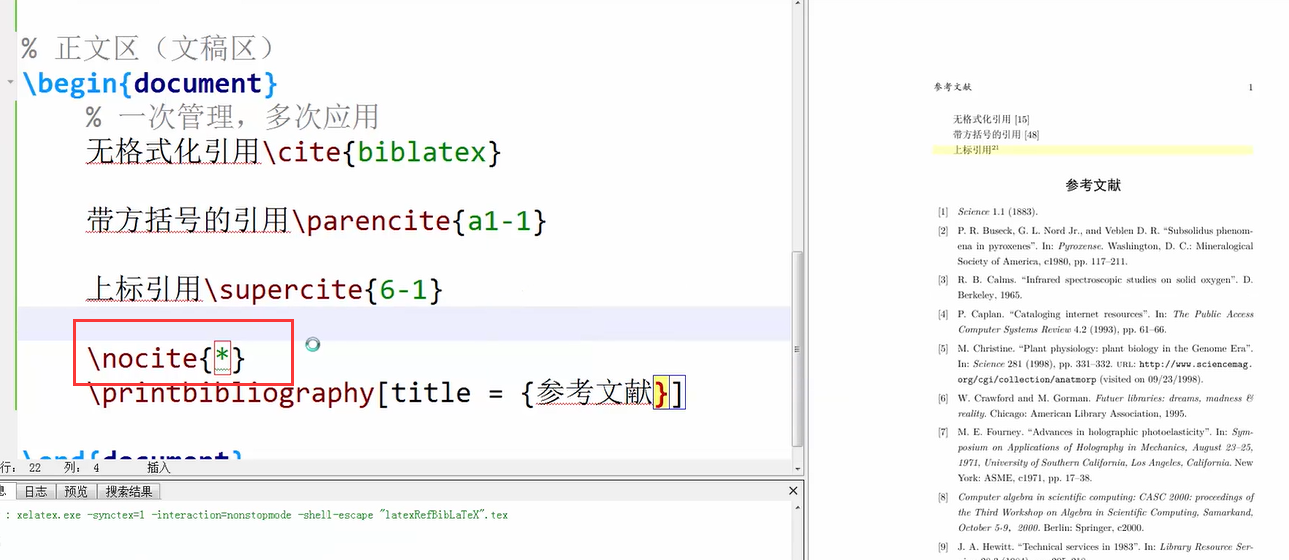 % 正文区（文稿区）
\begin{document}
% 一次管理，多次应用
无格式化引用\cite{biblatex}
带方括号的引用\parencite{a1-1}
上标引用\supercite{6-1}
\nocite{*}
\printbibliography[title = {参考文献}]
\end{document}
行: 22 列: 4 插入
息 日志 预览 搜索结果
: xelatex.exe -synctex=1 -interaction=nonstopmode -shell-escape "latexRefBibLaTeX".tex
参考文献 1
无格式化引用 [15]
带方括号的引用 [48]
上标引用21
参考文献
[1] Science 1.1 (1883).
[2] P. R. Buseck, G. L. Nord Jr., and Veblen D. R. “Subsolidus phenom-
ena in pyroxenes”. In: Pyroxense. Washington, D. C.: Mineralogical
Society of America, c1980, pp. 117–211.
[3] R. B. Calms. “Infrared spectroscopic studies on solid oxygen”. D.
Berkeley, 1965.
[4] P. Caplan. “Cataloging internet resources”. In: The Public Access
Computer Systems Review 4.2 (1993), pp. 61–66.
[5] M. Christine. “Plant physiology: plant biology in the Genome Era”.
In: Science 281 (1998), pp. 331–332. URL: http://www.sciencemag.
org/cgi/collection/anatmorp (visited on 09/23/1998).
[6] W. Crawford and M. Gorman. Futuer libraries: dreams, madness &
reality. Chicago: American Library Association, 1995.
[7] M. E. Fourney. “Advances in holographic photoelasticity”. In: Sym-
posium on Applications of Holography in Mechanics, August 23–25,
1971, University of Southern California, Los Angeles, California. New
York: ASME, c1971, pp. 17–38.
[8] Computer algebra in scientific computing: CASC 2000: proceedings of
the Third Workshop on Algebra in Scientific Computing, Samarkand,
October 5-9, 2000. Berlin: Springer, c2000.
[9] J. A. Hewitt. “Technical services in 1983”. In: Library Resource Ser-